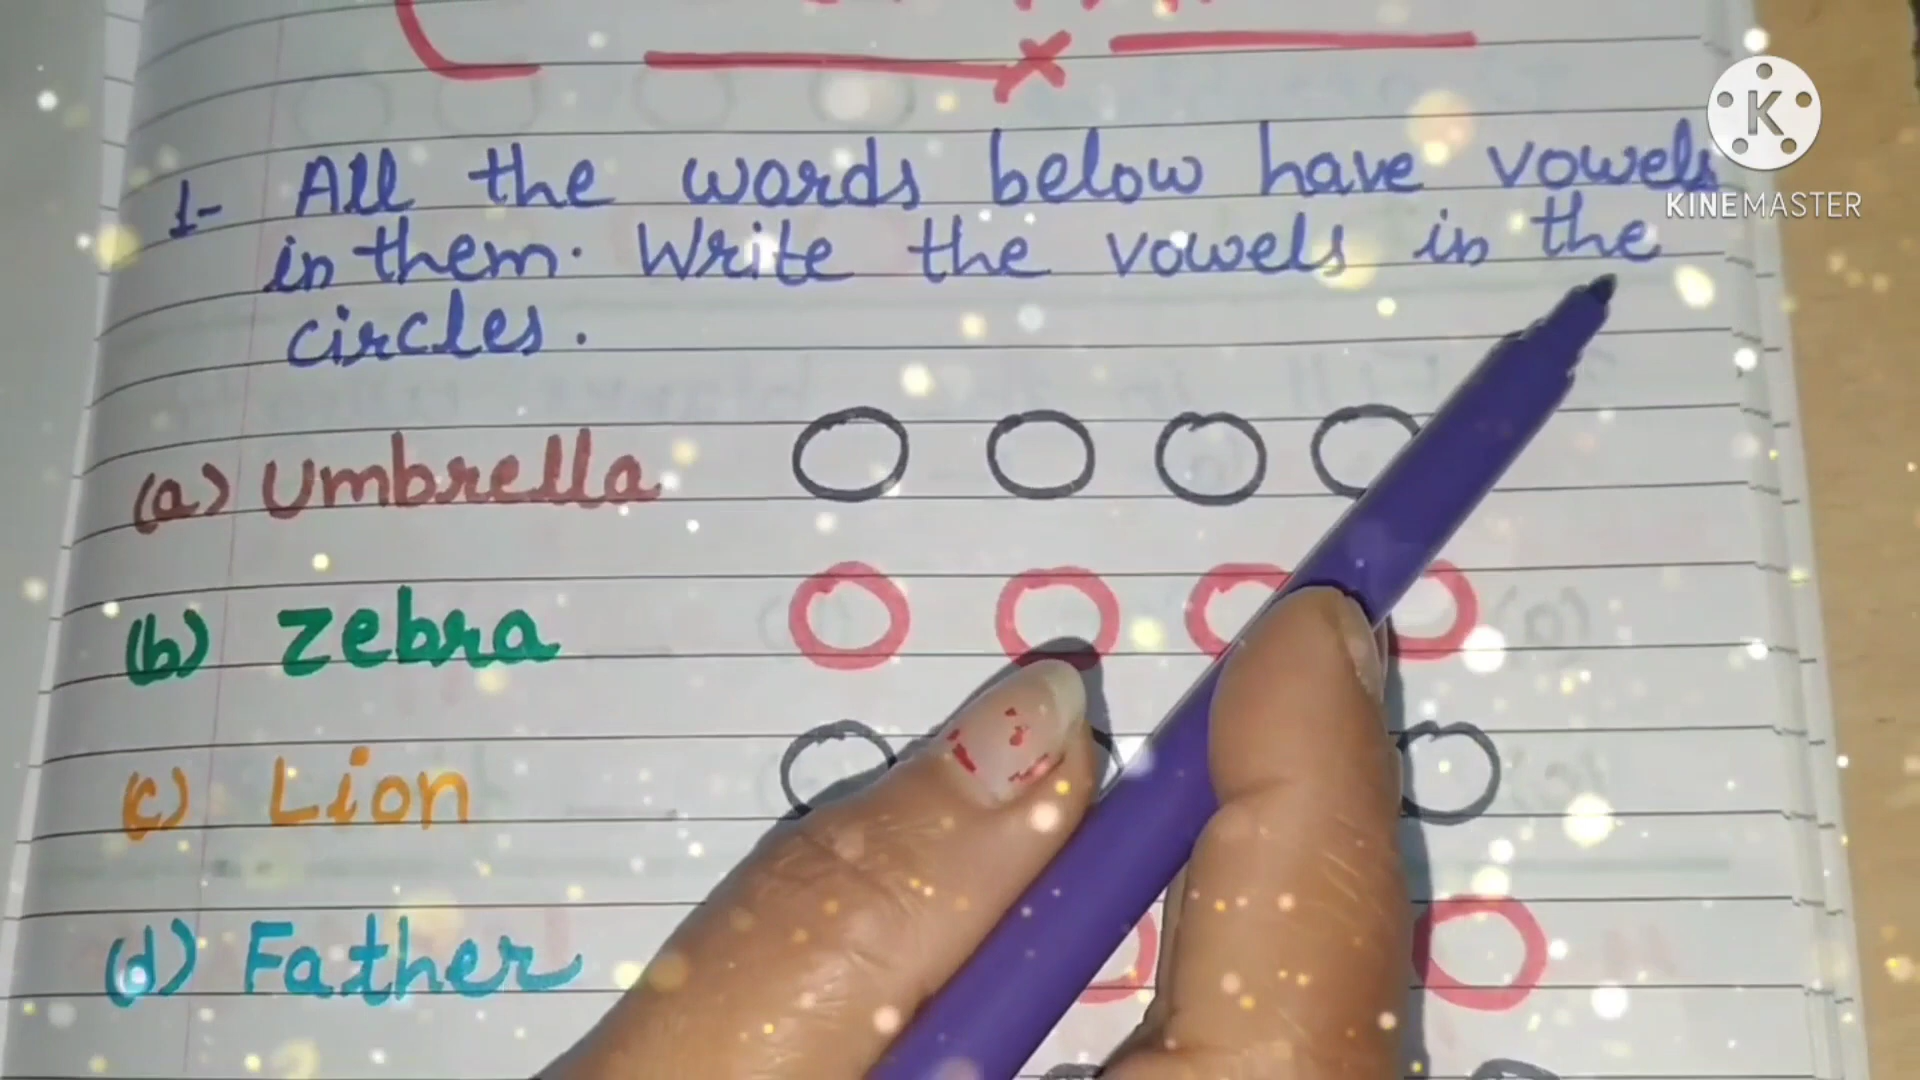 K
KINEMASTER
1- All the words below have vowels
in them. Write the vowels in the
circles.
(a) Umbrella
(b) Zebra
(c) Lion
(d) Father